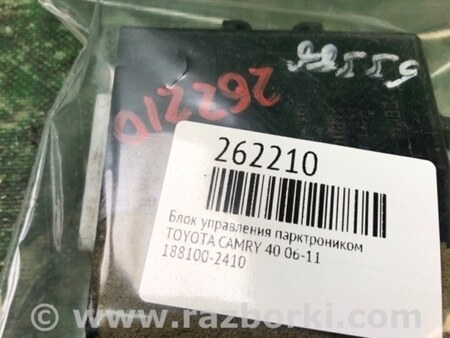 262210
262210
Блок управления парктроником
TOYOTA CAMRY 40 06-11
188100-2410
www.razborki.com